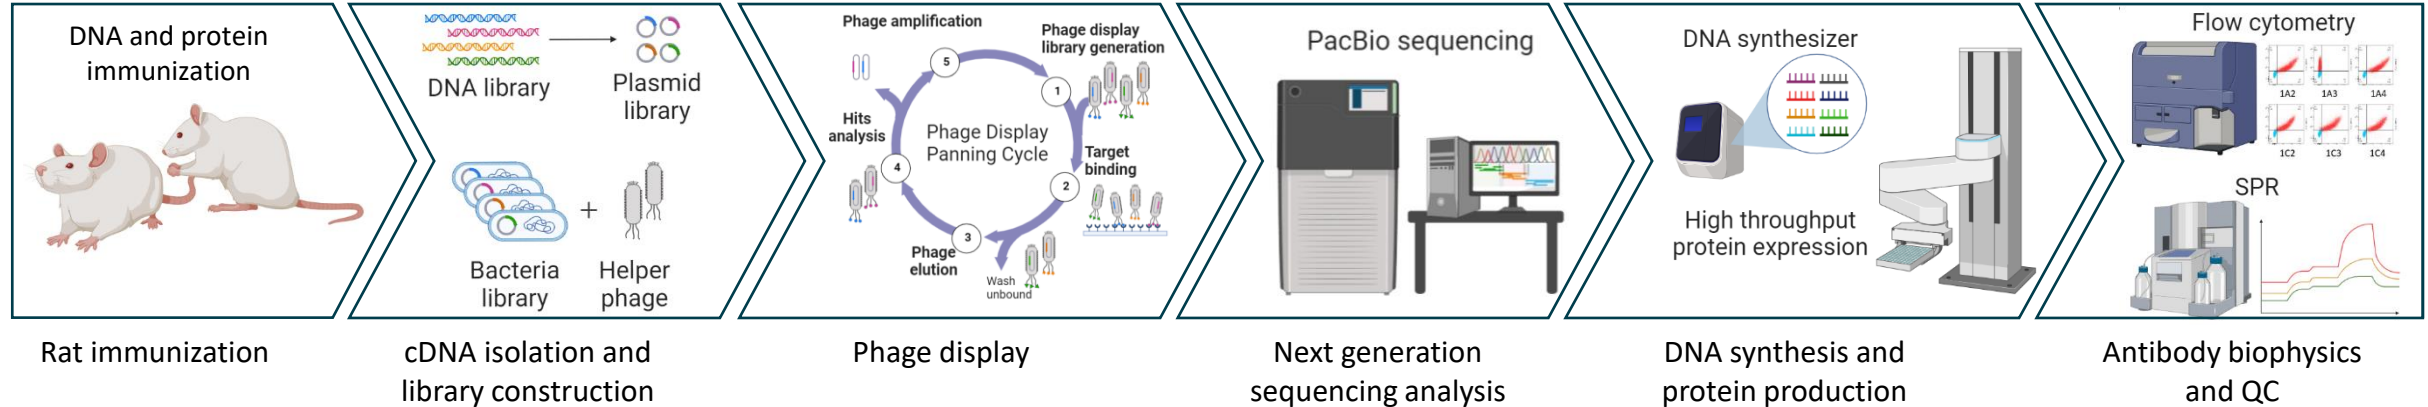 DNA and protein
immunization
DNA library
Plasmid
library
Bacteria
library
+
Helper
phage
Phage amplification
Phage display
library generation
5
1
Hits
analysis
Phage Display
Panning Cycle
Target
binding
4
2
3
Phage
elution
Wash
unbound
PacBio sequencing
DNA synthesizer
High throughput
protein expression
Flow cytometry
1A2 1A3 1A4
1C2 1C3 1C4
SPR
Rat immunization
cDNA isolation and
library construction
Phage display
Next generation
sequencing analysis
DNA synthesis and
protein production
Antibody biophysics
and QC